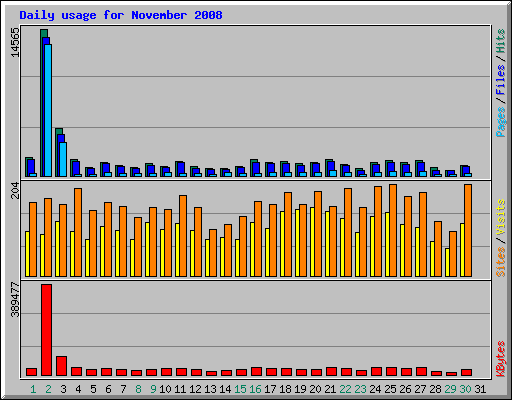 Daily usage for November 2008
14565
Pages / Files / Hits
204
Sites / Visits
389477
KBytes
1 2 3 4 5 6 7 8 9 10 11 12 13 14 15 16 17 18 19 20 21 22 23 24 25 26 27 28 29 30 31